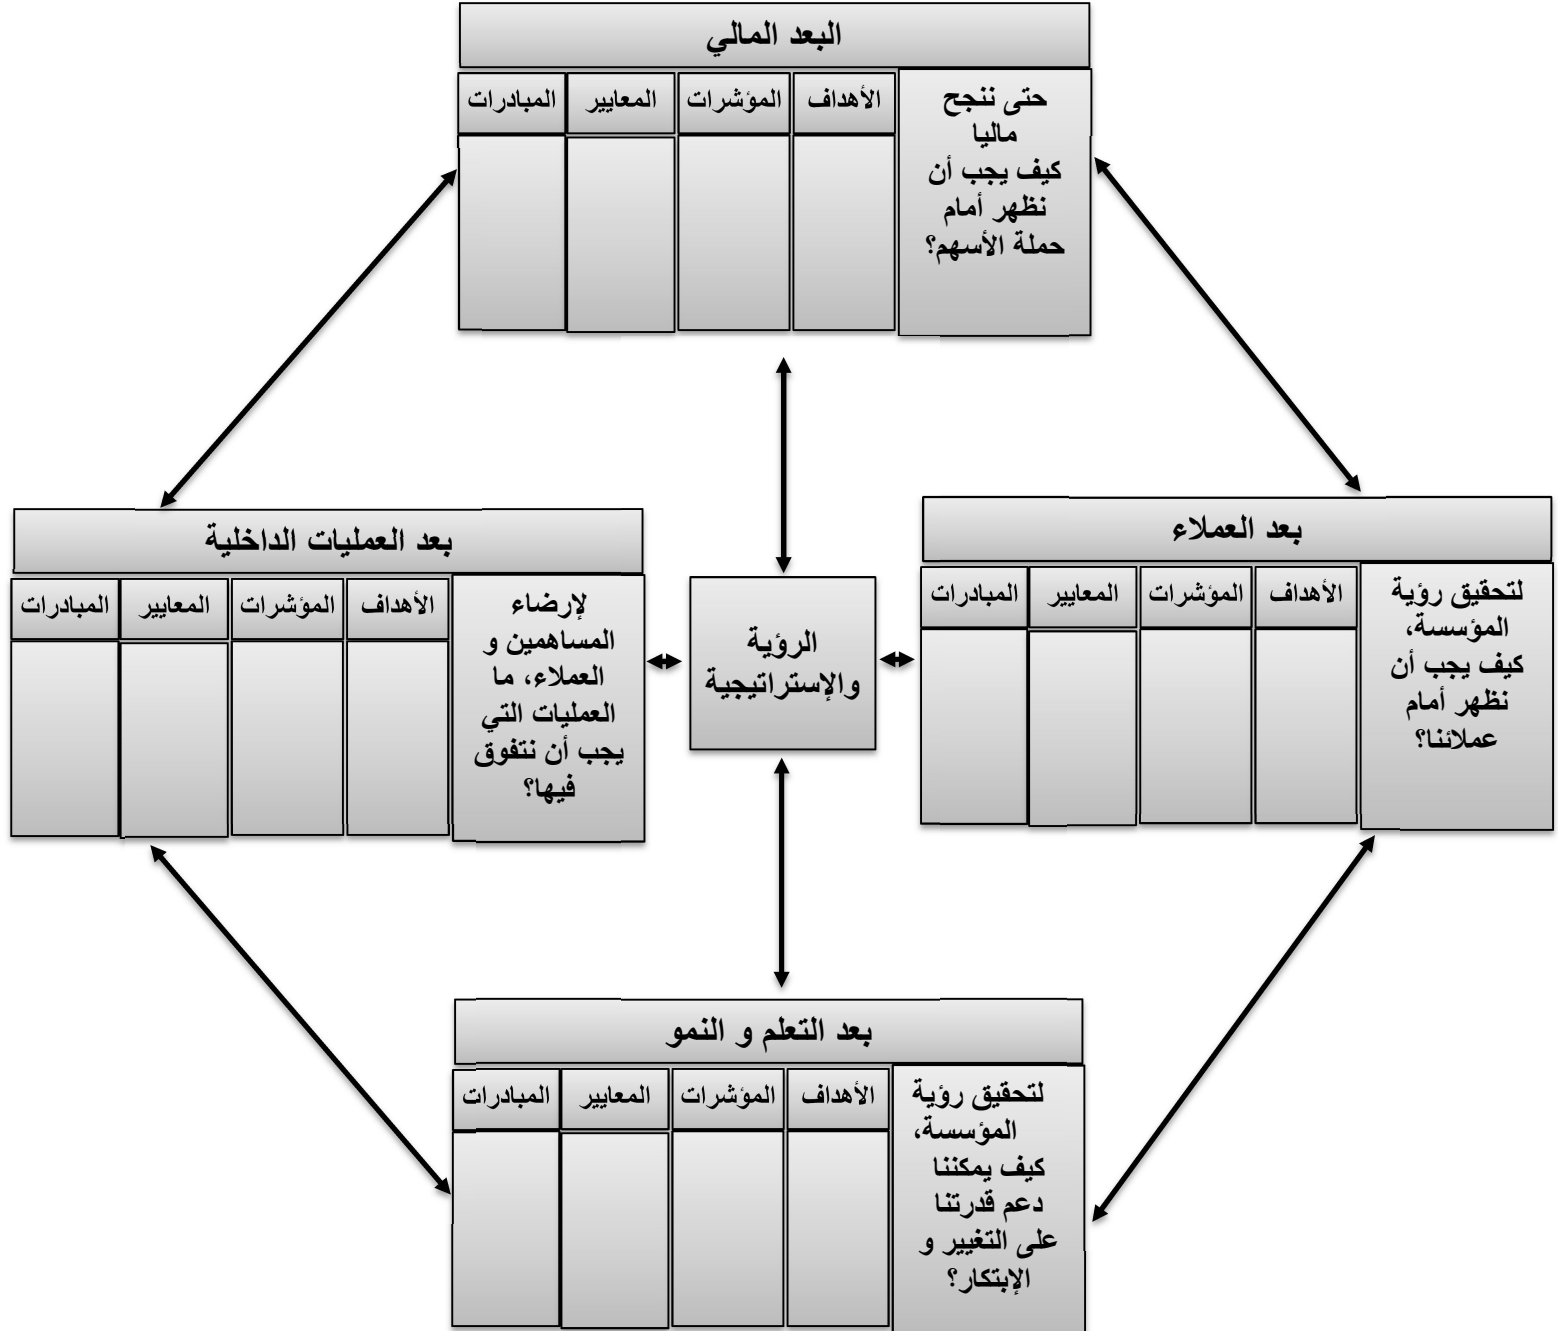 البعد المالي
حتى ننجح
ماليا
كيف يجب أن
نظهر أمام
حملة الأسهم؟
الأهداف
المؤشرات
المعايير
المبادرات
بعد العملاء
لتحقيق رؤية
المؤسسة،
كيف يجب أن
نظهر أمام
عملائنا؟
الأهداف
المؤشرات
المعايير
المبادرات
الرؤية
والإستراتيجية
بعد العمليات الداخلية
لإرضاء
المساهمين و
العملاء، ما
العمليات التي
يجب أن نتفوق
فيها؟
الأهداف
المؤشرات
المعايير
المبادرات
بعد التعلم و النمو
لتحقيق رؤية
المؤسسة،
كيف يمكننا
دعم قدرتنا
على التغيير و
الإبتكار؟
الأهداف
المؤشرات
المعايير
المبادرات